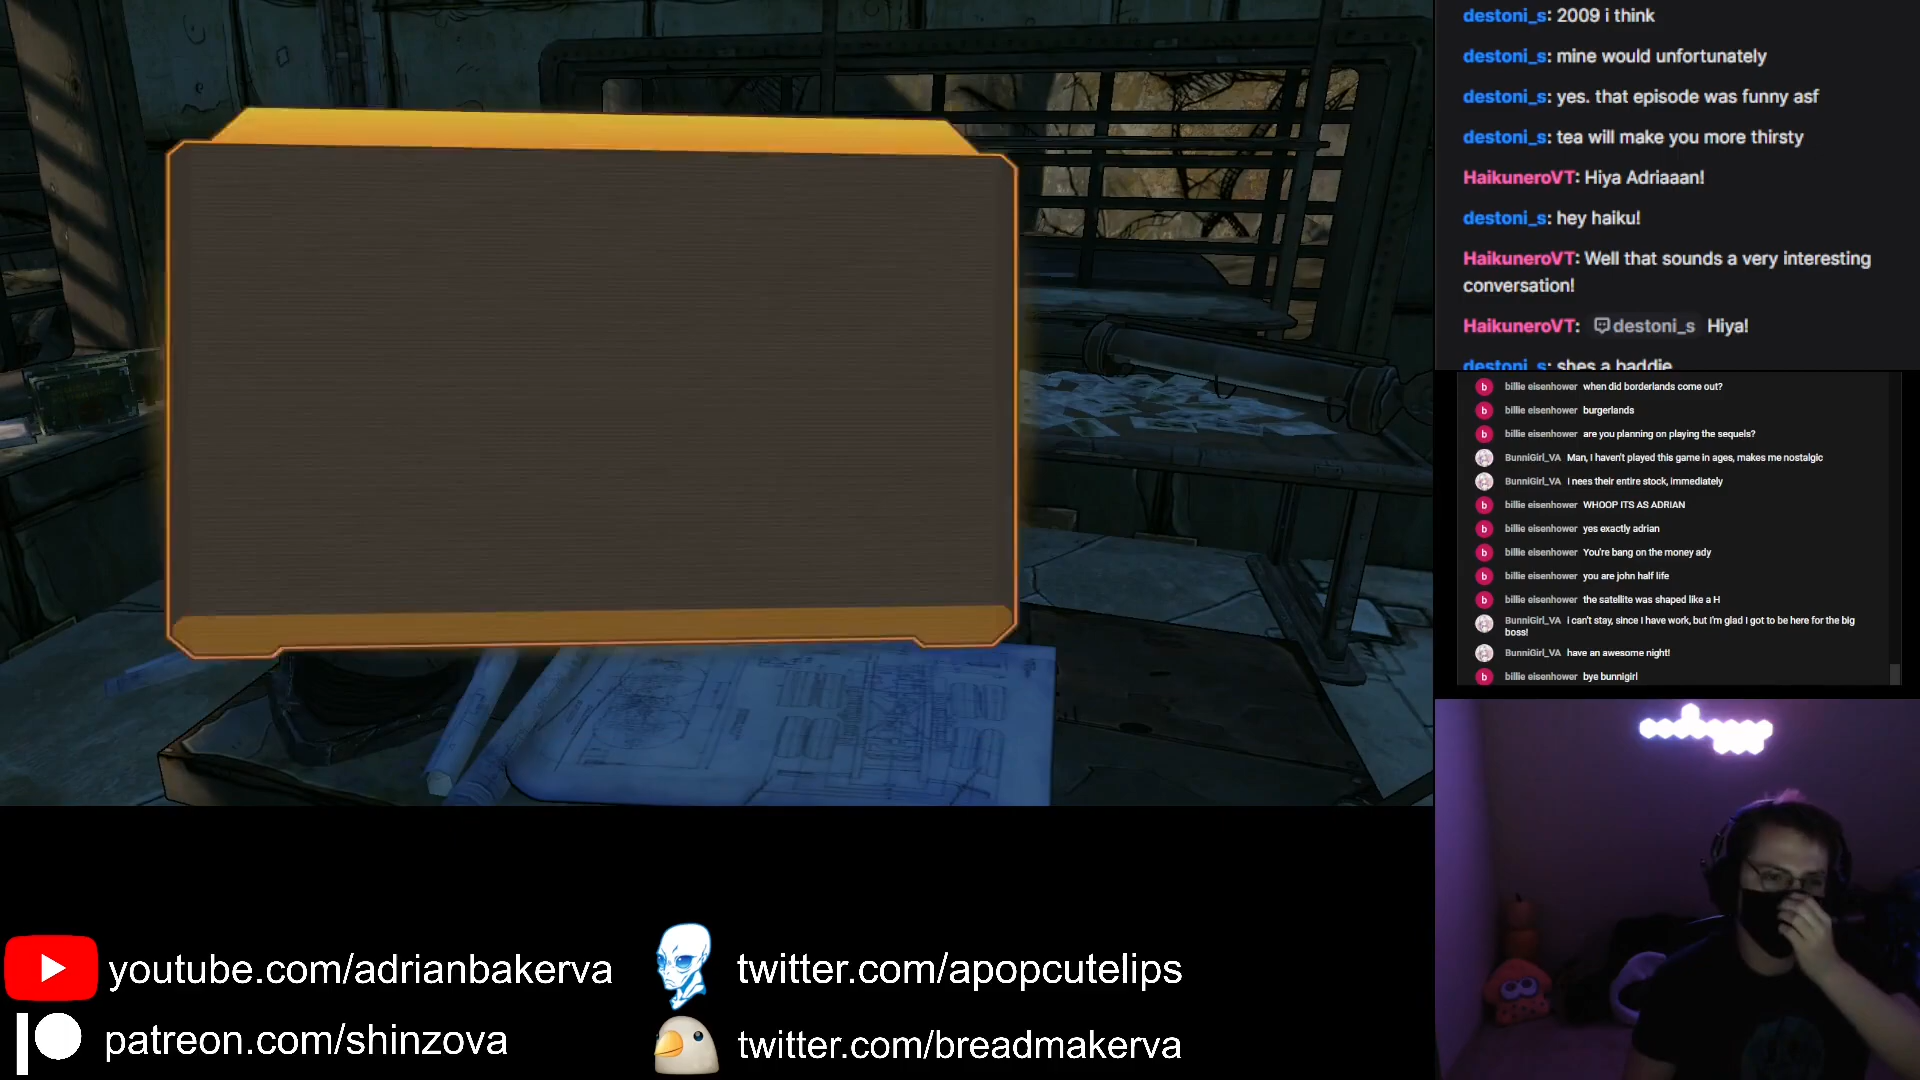 destoni_s: 2009 i think
destoni_s: mine would unfortunately
destoni_s: yes. that episode was funny asf
destoni_s: tea will make you more thirsty
HaikuneroVT: Hiya Adriaaan!
destoni_s: hey haiku!
HaikuneroVT: Well that sounds a very interesting
conversation!
HaikuneroVT: destoni_s Hiya!
destoni_s: shes a baddie
b billie eisenhower when did borderlands come out?
b billie eisenhower burgerlands
b billie eisenhower are you planning on playing the sequels?
BunniGirl_VA Man, I haven't played this game in ages, makes me nostalgic
BunniGirl_VA I nees their entire stock, immediately
b billie eisenhower WHOOP ITS AS ADRIAN
b billie eisenhower yes exactly adrian
b billie eisenhower You're bang on the money ady
b billie eisenhower you are john half life
b billie eisenhower the satellite was shaped like a H
BunniGirl_VA i can't stay, since I have work, but I'm glad I got to be here for the big
boss!
BunniGirl_VA have an awesome night!
b billie eisenhower bye bunnigirl
youtube.com/adrianbakerva
twitter.com/apopcutelips
patreon.com/shinzova
twitter.com/breadmakerva